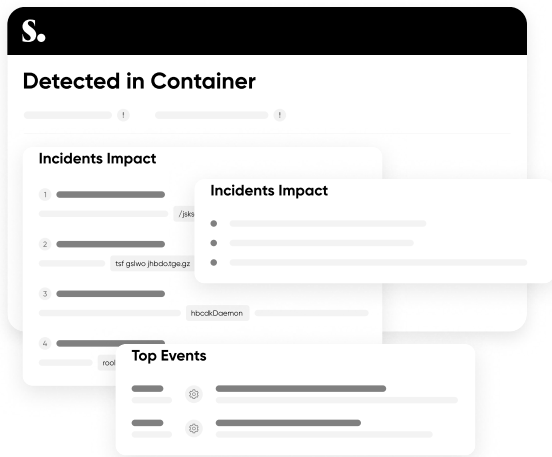 S.
Detected in Container
!
!
Incidents Impact
1
/jsks
2
tsf gslwo jhbdo.tge.gz
3
hbcdkDaemon
4
Incidents Impact
Top Events